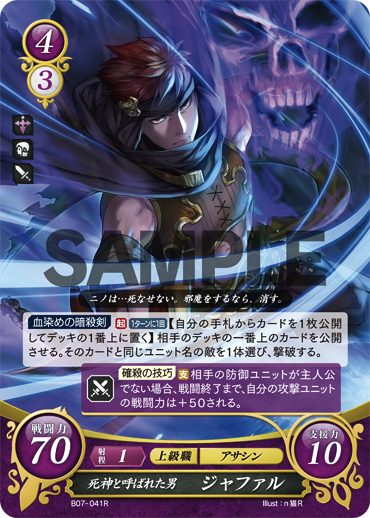 4
3
SAMPLE
ニノは…死なせない。邪魔をするなら、消す。
血染めの暗殺剣 起 1ターンに1回【自分の手札からカードを1枚公開
してデッキの1番上に置く】相手のデッキの一番上のカードを公開
させる。そのカードと同じユニット名の敵を1体選び、撃破する。
確殺の技巧 支 相手の防御ユニットが主人公
でない場合、戦闘終了まで、自分の攻撃ユニット
の戦闘力は+50される。
戦闘力
70
射程 1 上級職 アサシン
支援力
10
死神と呼ばれた男 ジャファル
B07-041R Illust:n猫R